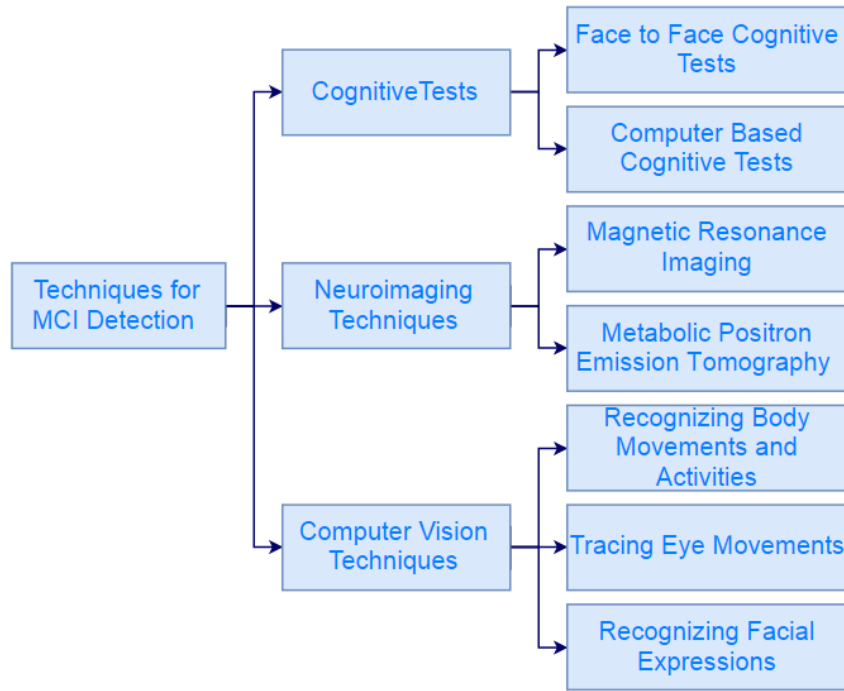 Face to Face Cognitive
Tests
CognitiveTests
Computer Based
Cognitive Tests
Magnetic Resonance
Imaging
Techniques for
MCI Detection
Neuroimaging
Techniques
Metabolic Positron
Emission Tomography
Recognizing Body
Movements and
Activities
Computer Vision
Techniques
Tracing Eye Movements
Recognizing Facial
Expressions